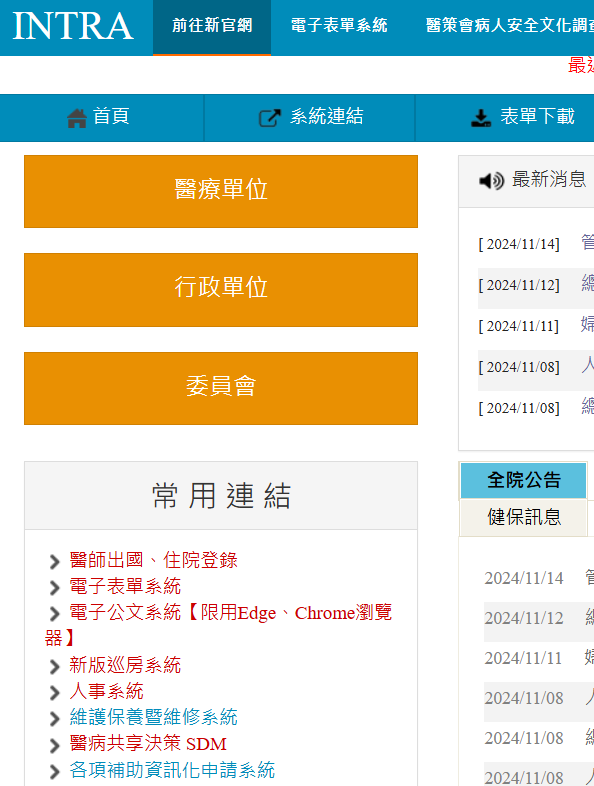 INTRA 前往新官網 電子表單系統 醫策會病人安全文化調
最
首頁 系統連結 表單下載
醫療單位
行政單位
委員會
常用連結
醫師出國、住院登錄
電子表單系統
電子公文系統【限用Edge、Chrome瀏覽
器】
新版巡房系統
人事系統
維護保養暨維修系統
醫病共享決策 SDM
各項補助資訊化申請系統
最新消息
[ 2024/11/14] 管
[ 2024/11/12] 總
[ 2024/11/11] 婦
[ 2024/11/08] 人
[ 2024/11/08] 總
全院公告
健保訊息
2024/11/14 管
2024/11/12 總
2024/11/11 婦
2024/11/08 人
2024/11/08 總
2024/11/08 人